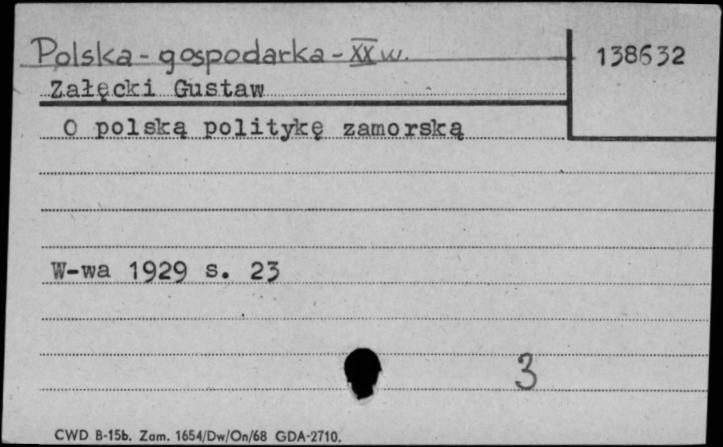 Polska - gospodarka - XX w.
138632
Załęcki Gustaw
O polską politykę zamorską
W-wa 1929 s. 23
3
CWD B-15b. Zam. 1654/Dw/On/68 GDA-2710.